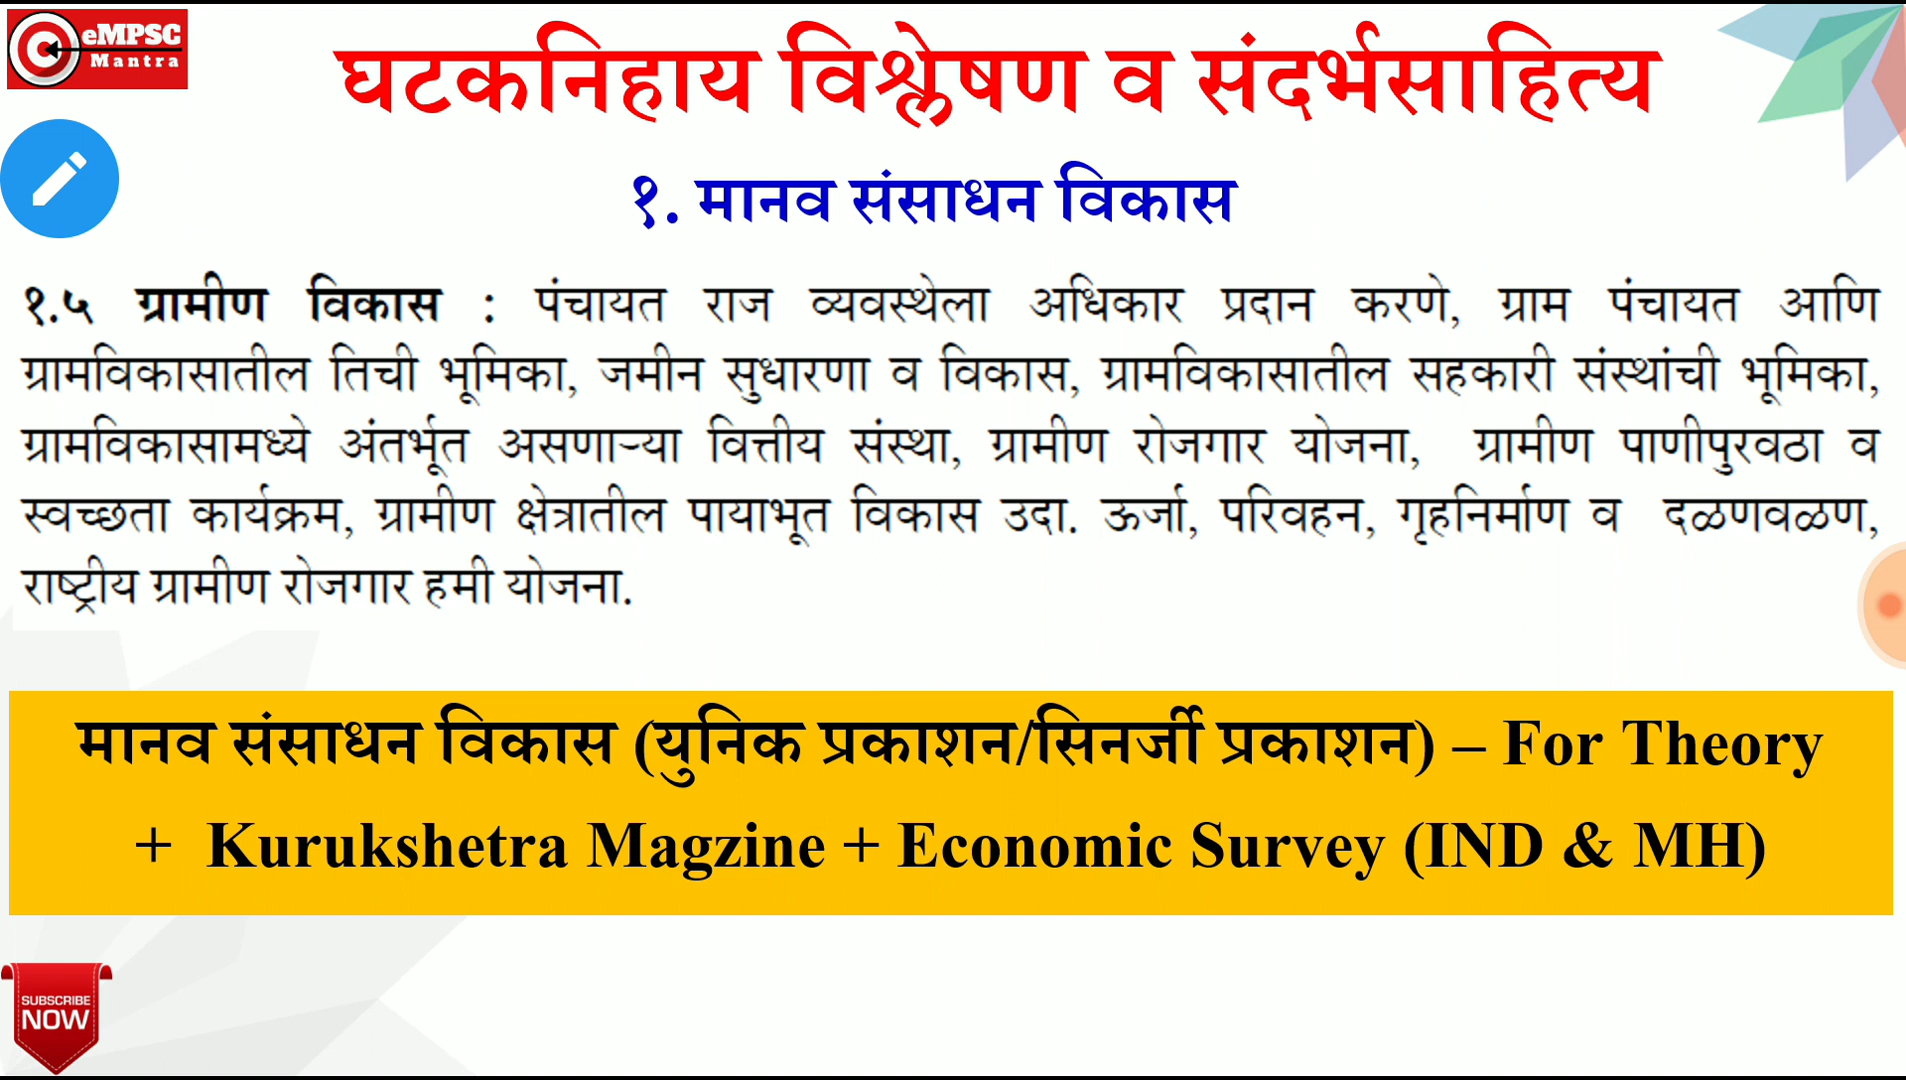 eMPSC
Mantra
घटकनिहाय विश्लेषण व संदर्भसाहित्य
१. मानव संसाधन विकास
१.५ ग्रामीण विकास : पंचायत राज व्यवस्थेला अधिकार प्रदान करणे, ग्राम पंचायत आणि
ग्रामविकासातील तिची भूमिका, जमीन सुधारणा व विकास, ग्रामविकासातील सहकारी संस्थांची भूमिका,
ग्रामविकासामध्ये अंतर्भूत असणाऱ्या वित्तीय संस्था, ग्रामीण रोजगार योजना, ग्रामीण पाणीपुरवठा व
स्वच्छता कार्यक्रम, ग्रामीण क्षेत्रातील पायाभूत विकास उदा. ऊर्जा, परिवहन, गृहनिर्माण व दळणवळण,
राष्ट्रीय ग्रामीण रोजगार हमी योजना.
मानव संसाधन विकास (युनिक प्रकाशन/सिनर्जी प्रकाशन) – For Theory
+ Kurukshetra Magzine + Economic Survey (IND & MH)
SUBSCRIBE
NOW